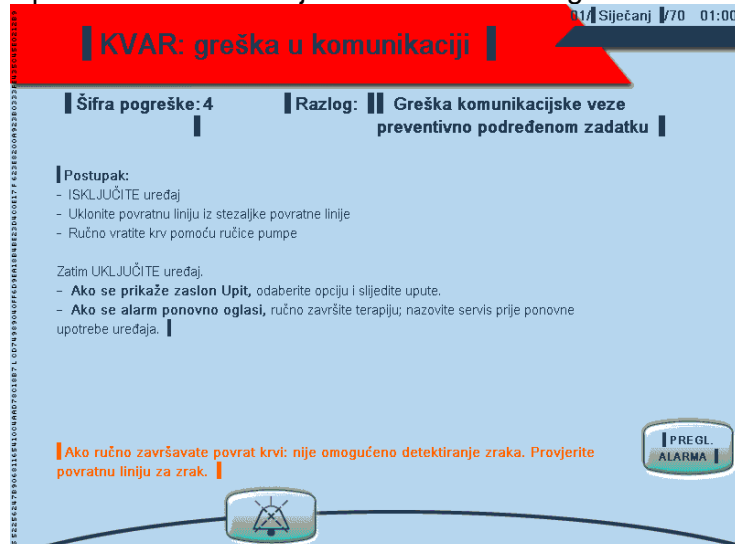 01/ Siječanj /70 01:00
KVAR: greška u komunikaciji
Šifra pogreške: 4
Razlog: Greška komunikacijske veze
preventivno podređenom zadatku
Postupak:
- ISKLJUČITE uređaj
- Uklonite povratnu liniju iz stezaljke povratne linije
- Ručno vratite krv pomoću ručice pumpe
Zatim UKLJUČITE uređaj.
- Ako se prikaže zaslon Upit, odaberite opciju i slijedite upute.
- Ako se alarm ponovno oglasi, ručno završite terapiju; nazovite servis prije ponovne
upotrebe uređaja.
Ako ručno završavate povrat krvi: nije omogućeno detektiranje zraka. Provjerite
povratnu liniju za zrak.
PREGL.
ALARMA